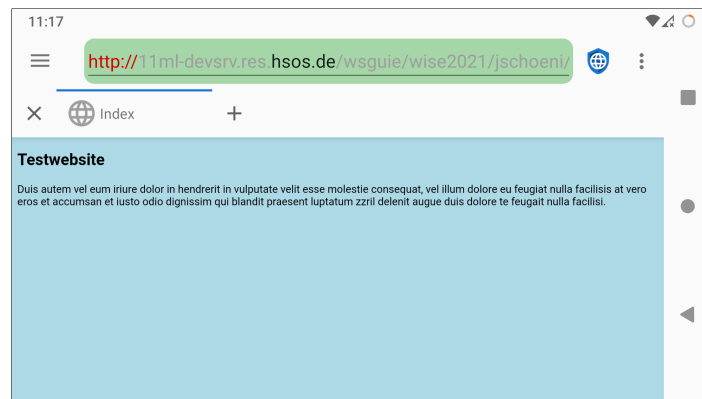 11:17
http://11ml-devsrv.res.hsos.de/wsguie/wise2021/jschoeni/
Index
Testwebsite
Duis autem vel eum iriure dolor in hendrerit in vulputate velit esse molestie consequat, vel illum dolore eu feugiat nulla facilisis at vero
eros et accumsan et iusto odio dignissim qui blandit praesent luptatum zzril delenit augue duis dolore te feugait nulla facilisi.